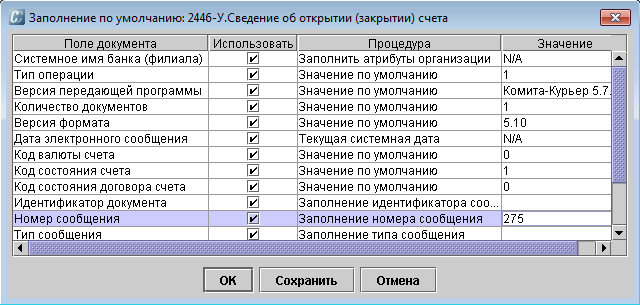 Заполнение по умолчанию: 2446-У.Сведение об открытии (закрытии) счета
Поле документа Использовать Процедура Значение
Системное имя банка (филиала) Заполнить атрибуты организации N/A
Тип операции Значение по умолчанию 1
Версия передающей программы Значение по умолчанию Комита-Курьер 5.7.
Количество документов Значение по умолчанию 1
Версия формата Значение по умолчанию 5.10
Дата электронного сообщения Текущая системная дата N/A
Код валюты счета Значение по умолчанию 0
Код состояния счета Значение по умолчанию 1
Код состояния договора счета Значение по умолчанию 0
Идентификатор документа Заполнение идентификатора соо...
Номер сообщения Заполнение номера сообщения 275
Тип сообщения Заполнение типа сообщения
OK Сохранить Отмена